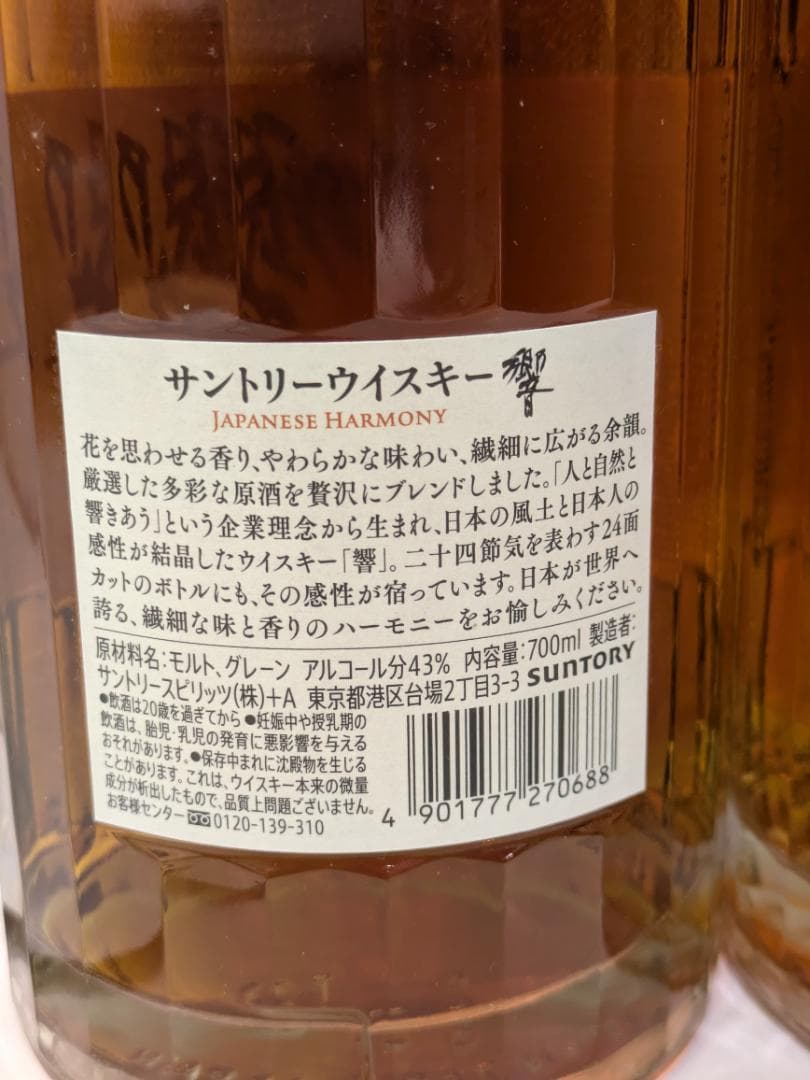 サントリーウイスキー響
JAPANESE HARMONY
花を思わせる香り、やわらかな味わい、繊細に広がる余韻。
厳選した多彩な原酒を贅沢にブレンドしました。「人と自然と
響きあう」という企業理念から生まれ、日本の風土と日本人の
感性が結晶したウイスキー「響」。二十四節気を表わす24面
カットのボトルにも、その感性が宿っています。日本が世界へ
誇る、繊細な味と香りのハーモニーをお愉しみください。
原材料名:モルト、グレーン アルコール分43% 内容量:700ml 製造者:
サントリースピリッツ(株)+A 東京都港区台場2丁目3-3 SUNTORY
●飲酒は20歳を過ぎてから ●妊娠中や授乳期の
飲酒は、胎児・乳児の発育に悪影響を与える
おそれがあります。●保存中まれに沈殿物を生じる
ことがあります。これは、ウイスキー本来の微量
成分が析出したもので、品質上問題ございません。
お客様センター 0120-139-310
4 901777 270688